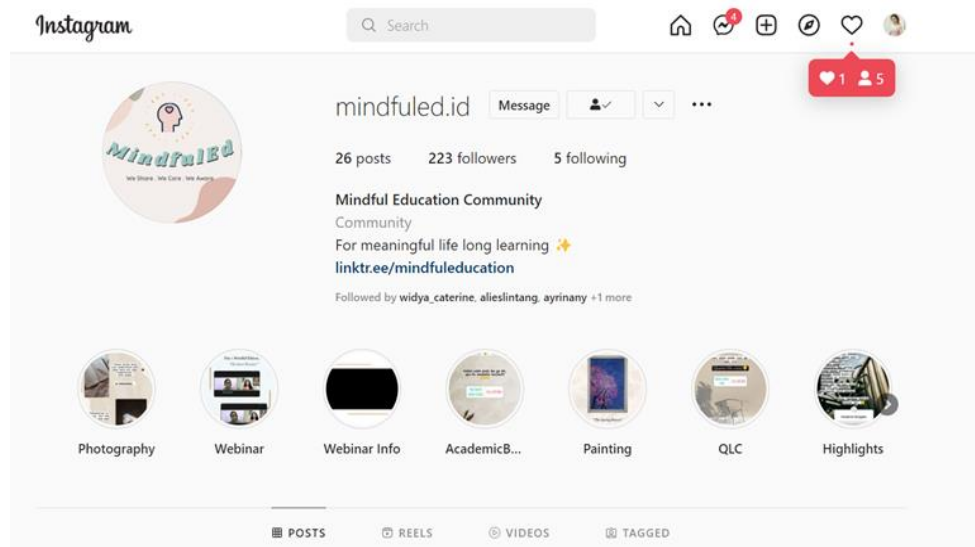 Instagram
Search
4
1 5
MindfulEd
We Share . We Care . We Aware
mindfuled.id Message
26 posts 223 followers 5 following
Mindful Education Community
Community
For meaningful life long learning ✨
linktr.ee/mindfuleducation
Followed by widya_caterine, alieslintang, ayrinany +1 more
Photography Webinar Webinar Info AcademicB... Painting QLC Highlights
POSTS REELS VIDEOS TAGGED